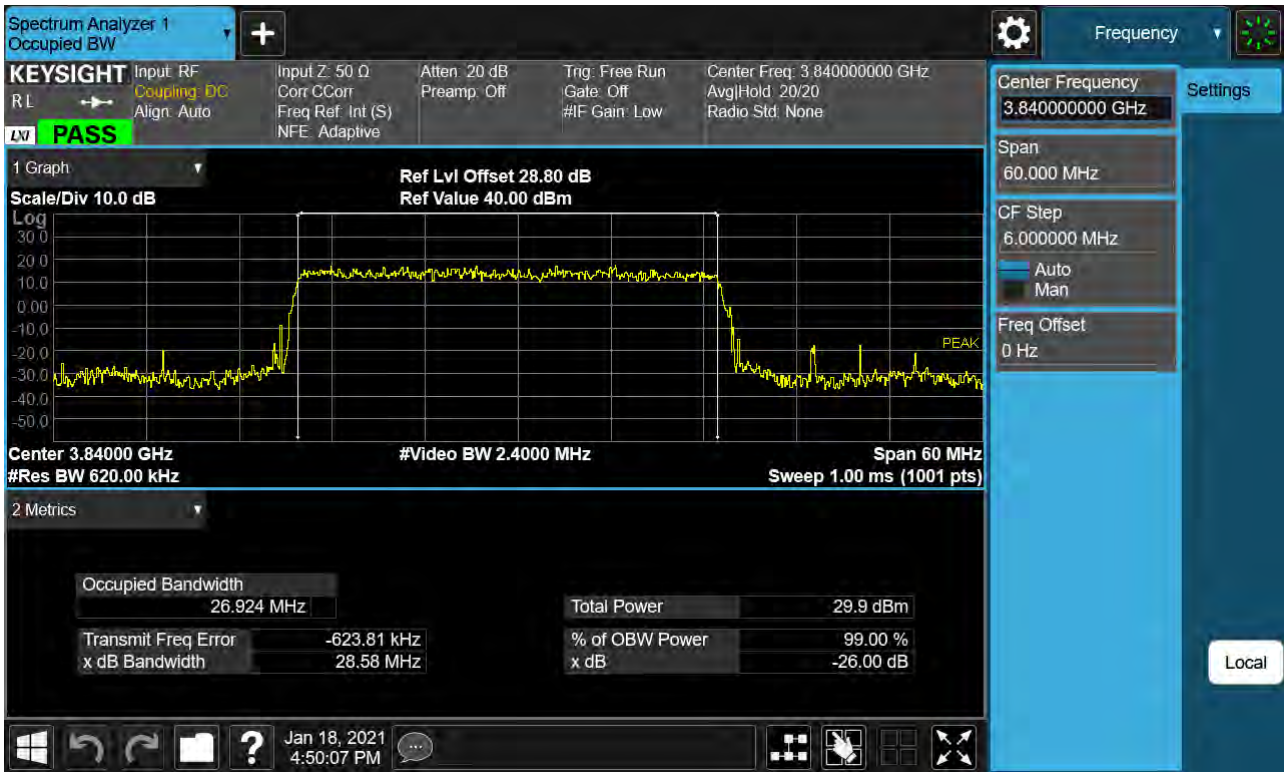 Spectrum Analyzer 1
Occupied BW
+
Frequency
KEYSIGHT
RL
LXI PASS
Input: RF
Coupling: DC
Align: Auto
Input Z: 50 Ω
Corr CCorr
Freq Ref: Int (S)
NFE: Adaptive
Atten: 20 dB
Preamp: Off
Trig: Free Run
Gate: Off
#IF Gain: Low
Center Freq: 3.840000000 GHz
Avg|Hold: 20/20
Radio Std: None
Center Frequency
3.840000000 GHz
Settings
Span
60.000 MHz
CF Step
6.000000 MHz
Auto
Man
Freq Offset
0 Hz
Local
1 Graph
Scale/Div 10.0 dB
Ref Lvl Offset 28.80 dB
Ref Value 40.00 dBm
Log
30.0
20.0
10.0
0.00
-10.0
-20.0
-30.0
-40.0
-50.0
PEAK
Center 3.84000 GHz
#Video BW 2.4000 MHz
Span 60 MHz
#Res BW 620.00 kHz
Sweep 1.00 ms (1001 pts)
2 Metrics
Occupied Bandwidth
26.924 MHz
Transmit Freq Error -623.81 kHz
x dB Bandwidth 28.58 MHz
Total Power 29.9 dBm
% of OBW Power 99.00 %
x dB -26.00 dB
?
Jan 18, 2021
4:50:07 PM